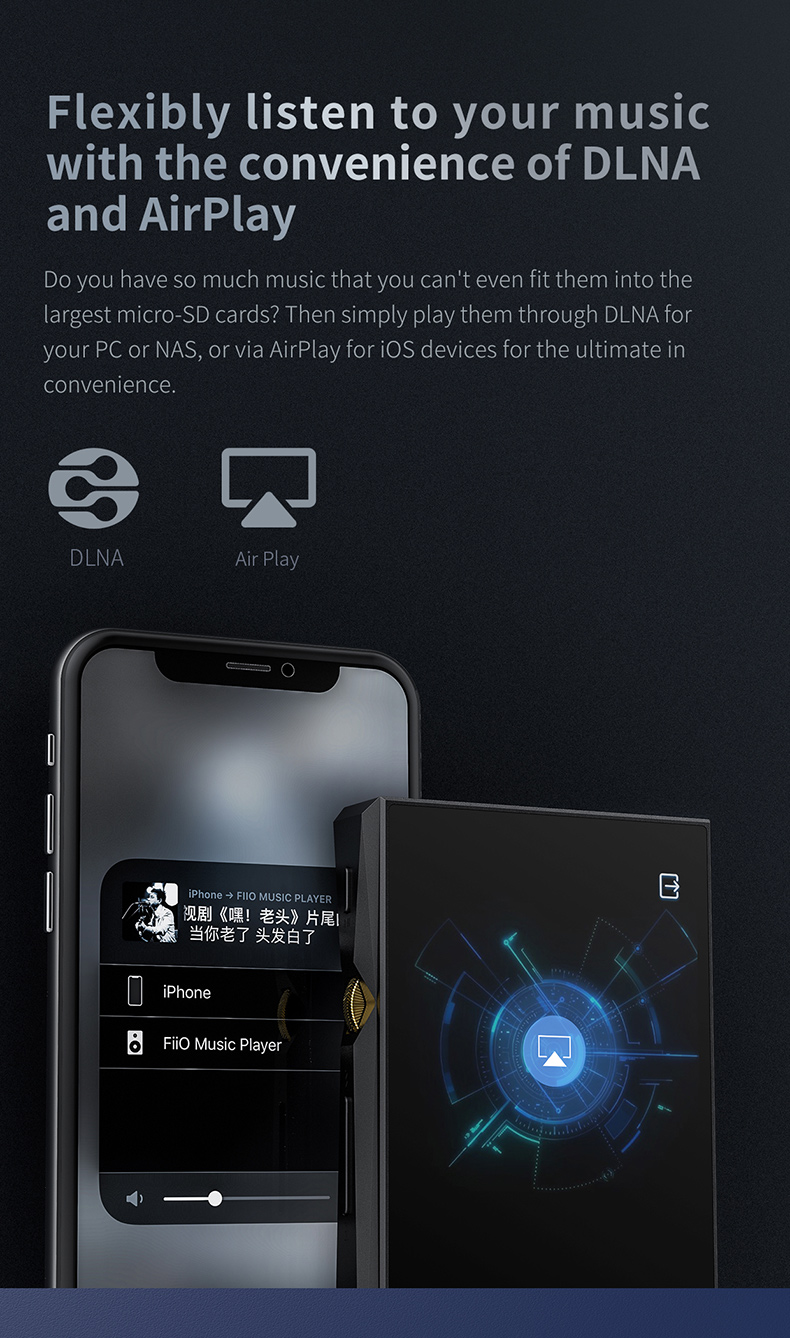 Flexibly listen to your music
with the convenience of DLNA
and AirPlay
Do you have so much music that you can't even fit them into the
largest micro-SD cards? Then simply play them through DLNA for
your PC or NAS, or via AirPlay for iOS devices for the ultimate in
convenience.
DLNA
Air Play
iPhone → FIIO MUSIC PLAYER
视剧《嘿！老头》片尾
当你老了 头发白了
iPhone
FiiO Music Player